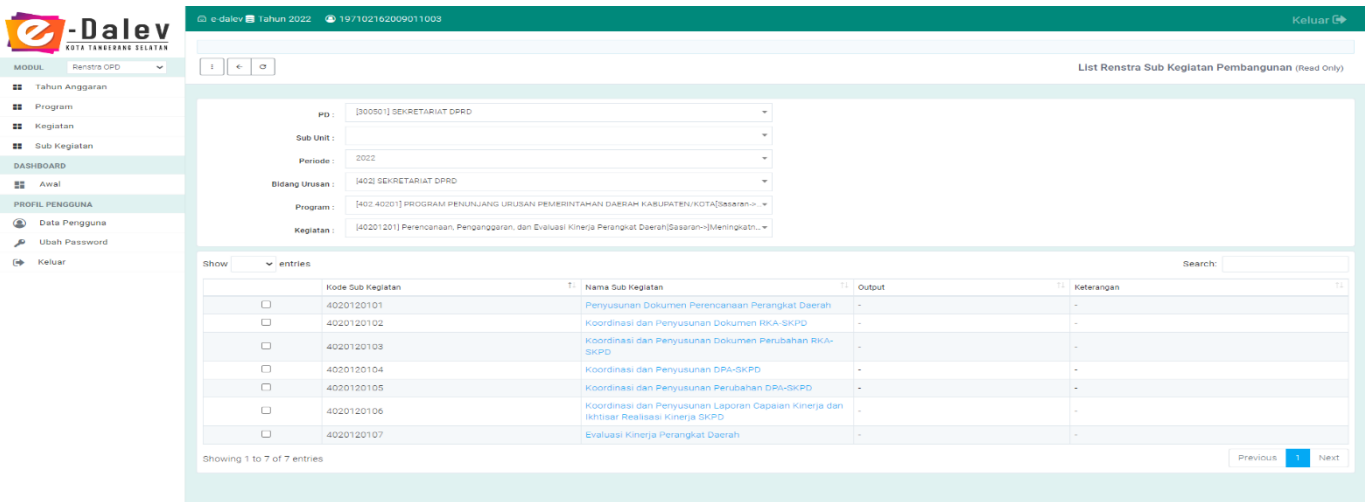 e-Dalev
KOTA TANGERANG SELATAN
e-dalev Tahun 2022 197102162009011003 Keluar
MODUL Renstra OPD
Tahun Anggaran
Program
Kegiatan
Sub Kegiatan
DASHBOARD
Awal
PROFIL PENGGUNA
Data Pengguna
Ubah Password
Keluar
List Renstra Sub Kegiatan Pembangunan (Read Only)
PD : [300501] SEKRETARIAT DPRD
Sub Unit :
Periode : 2022
Bidang Urusan : [402] SEKRETARIAT DPRD
Program : [402.40201] PROGRAM PENUNJANG URUSAN PEMERINTAHAN DAERAH KABUPATEN/KOTA[Sasaran->...
Kegiatan : [40201201] Perencanaan, Penganggaran, dan Evaluasi Kinerja Perangkat Daerah[Sasaran->]Meningkatn...
Show entries Search:
Kode Sub Kegiatan Nama Sub Kegiatan Output Keterangan
4020120101 Penyusunan Dokumen Perencanaan Perangkat Daerah - -
4020120102 Koordinasi dan Penyusunan Dokumen RKA-SKPD - -
4020120103 Koordinasi dan Penyusunan Dokumen Perubahan RKA-
SKPD - -
4020120104 Koordinasi dan Penyusunan DPA-SKPD - -
4020120105 Koordinasi dan Penyusunan Perubahan DPA-SKPD - -
4020120106 Koordinasi dan Penyusunan Laporan Capaian Kinerja dan
Ikhtisar Realisasi Kinerja SKPD - -
4020120107 Evaluasi Kinerja Perangkat Daerah - -
Showing 1 to 7 of 7 entries Previous 1 Next